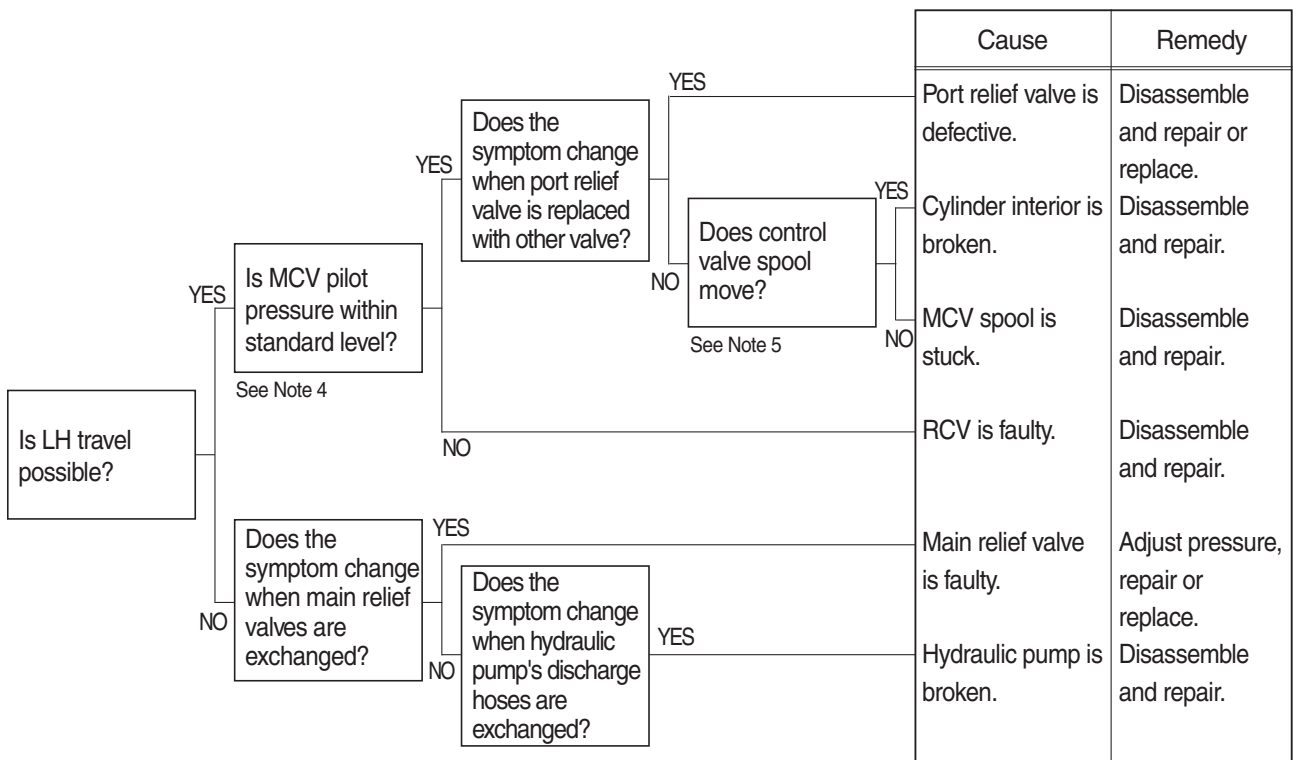 Cause
Remedy
YES
Port relief valve is
defective.
Disassemble
and repair or
replace.
Does the
symptom change
when port relief
valve is replaced
with other valve?
YES
YES
Cylinder interior is
broken.
Disassemble
and repair.
Does control
valve spool
move?
NO
See Note 5
NO
MCV spool is
stuck.
Disassemble
and repair.
Is MCV pilot
pressure within
standard level?
YES
See Note 4
Is LH travel
possible?
NO
RCV is faulty.
Disassemble
and repair.
Does the
symptom change
when main relief
valves are
exchanged?
NO
YES
Main relief valve
is faulty.
Adjust pressure,
repair or
replace.
Does the
symptom change
when hydraulic
pump's discharge
hoses are
exchanged?
NO
YES
Hydraulic pump is
broken.
Disassemble
and repair.